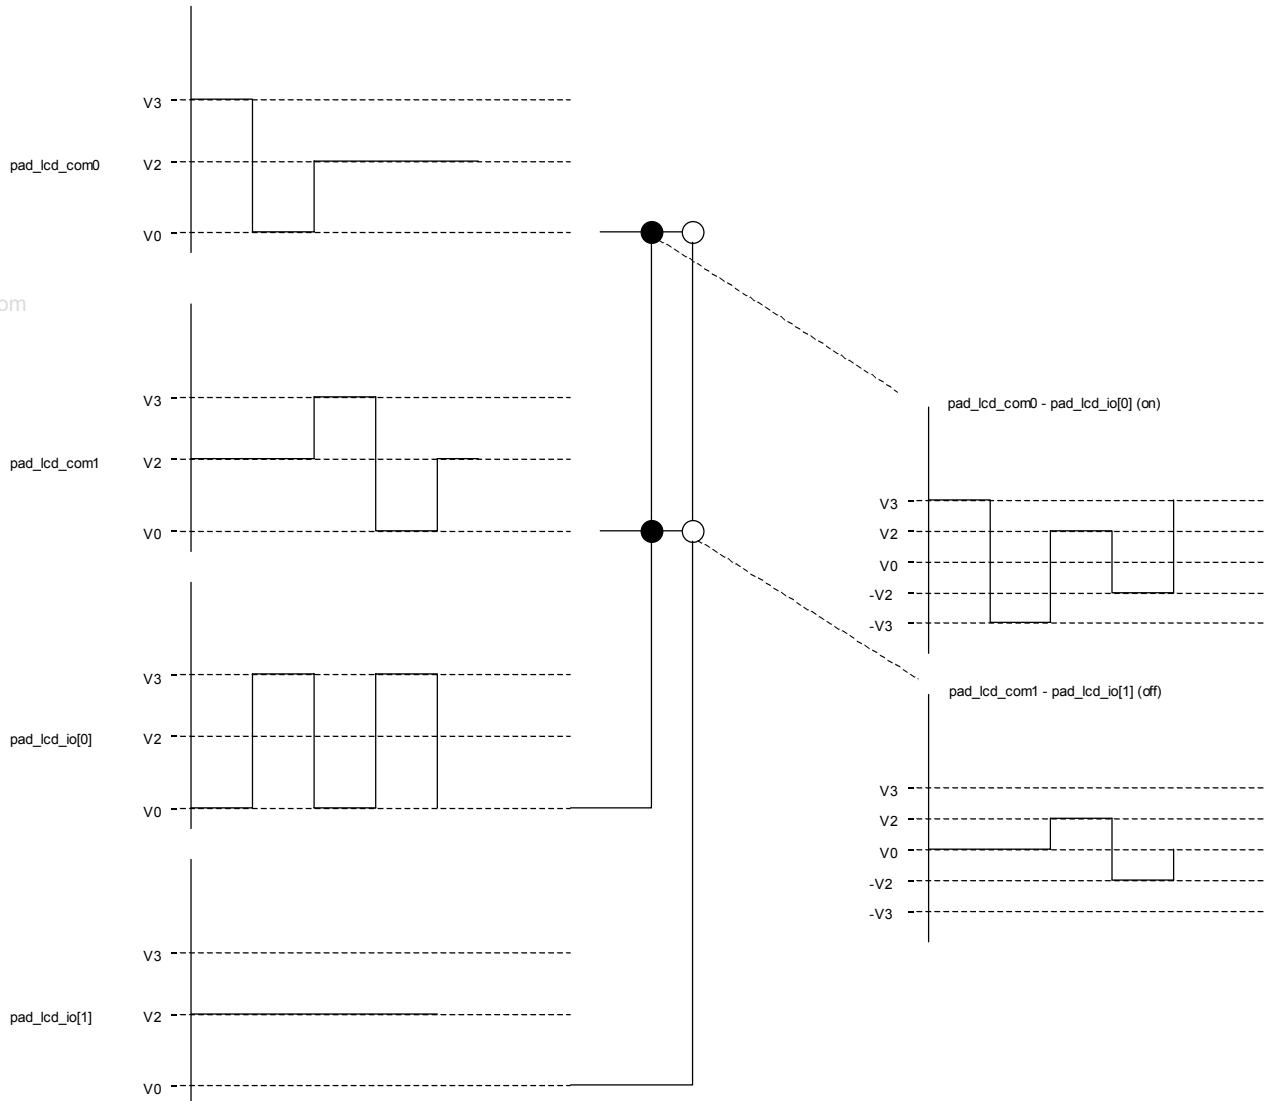 V3
pad_lcd_com0
V2
V0
om
V3
pad_lcd_com1
V2
V0
V3
pad_lcd_io[0]
V2
V0
V3
pad_lcd_io[1]
V2
V0
pad_lcd_com0 - pad_lcd_io[0] (on)
V3
V2
V0
-V2
-V3
pad_lcd_com1 - pad_lcd_io[1] (off)
V3
V2
V0
-V2
-V3